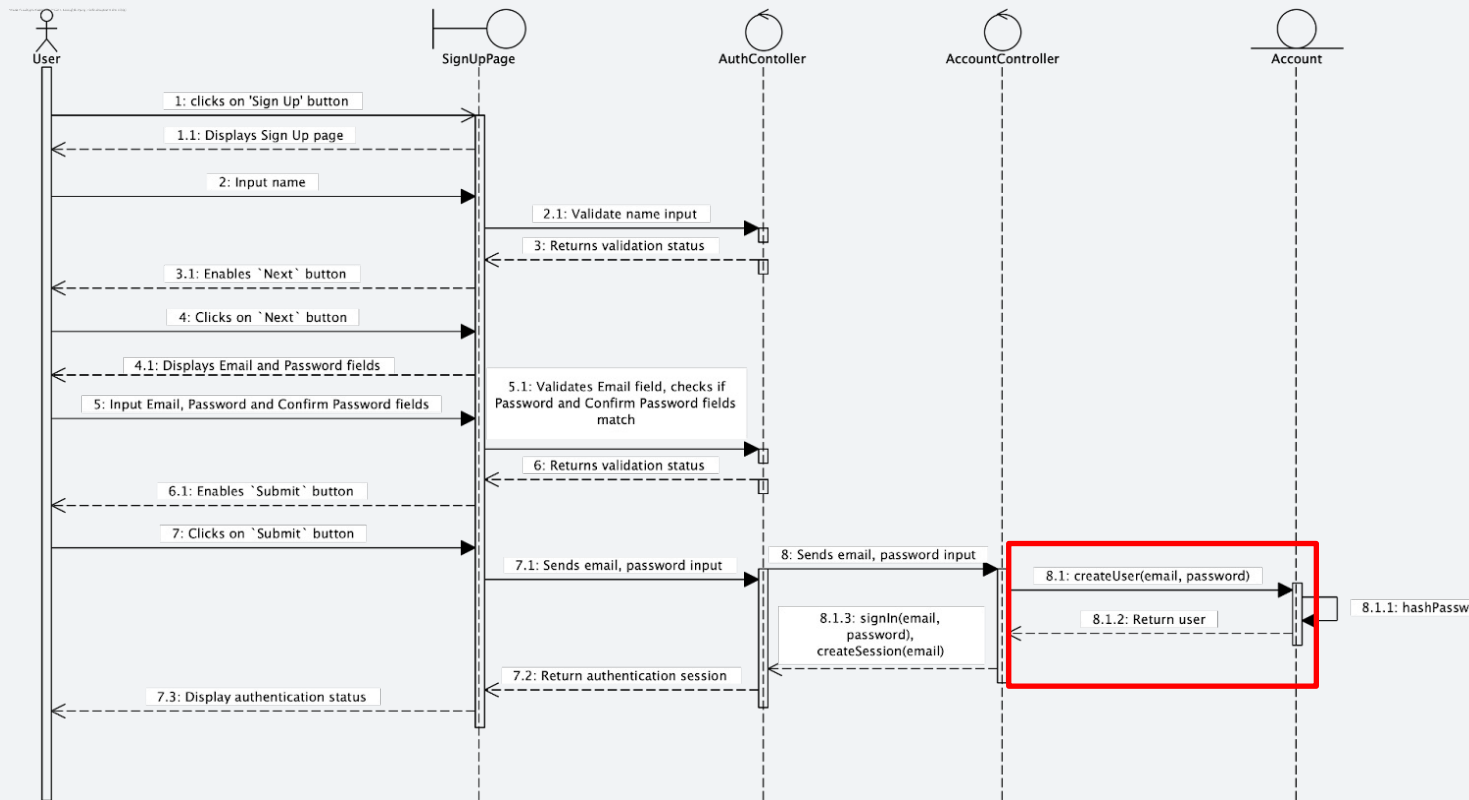 User
SignUpPage
AuthContoller
AccountController
Account
1: clicks on 'Sign Up' button
1.1: Displays Sign Up page
2: Input name
2.1: Validate name input
3: Returns validation status
3.1: Enables `Next` button
4: Clicks on `Next` button
4.1: Displays Email and Password fields
5.1: Validates Email field, checks if
Password and Confirm Password fields
match
5: Input Email, Password and Confirm Password fields
6: Returns validation status
6.1: Enables `Submit` button
7: Clicks on `Submit` button
8: Sends email, password input
7.1: Sends email, password input
8.1: createUser(email, password)
8.1.1: hashPassw
8.1.2: Return user
8.1.3: signIn(email,
password),
createSession(email)
7.2: Return authentication session
7.3: Display authentication status